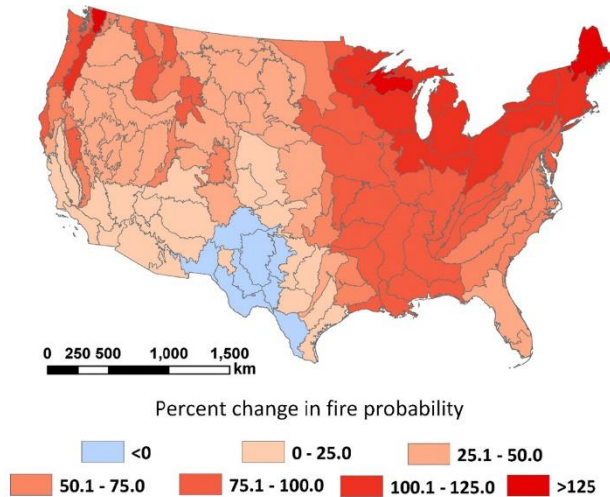 0 250 500 1,000 1,500
km
Percent change in fire probability
<0 0 - 25.0 25.1 - 50.0
50.1 - 75.0 75.1 - 100.0 100.1 - 125.0 >125